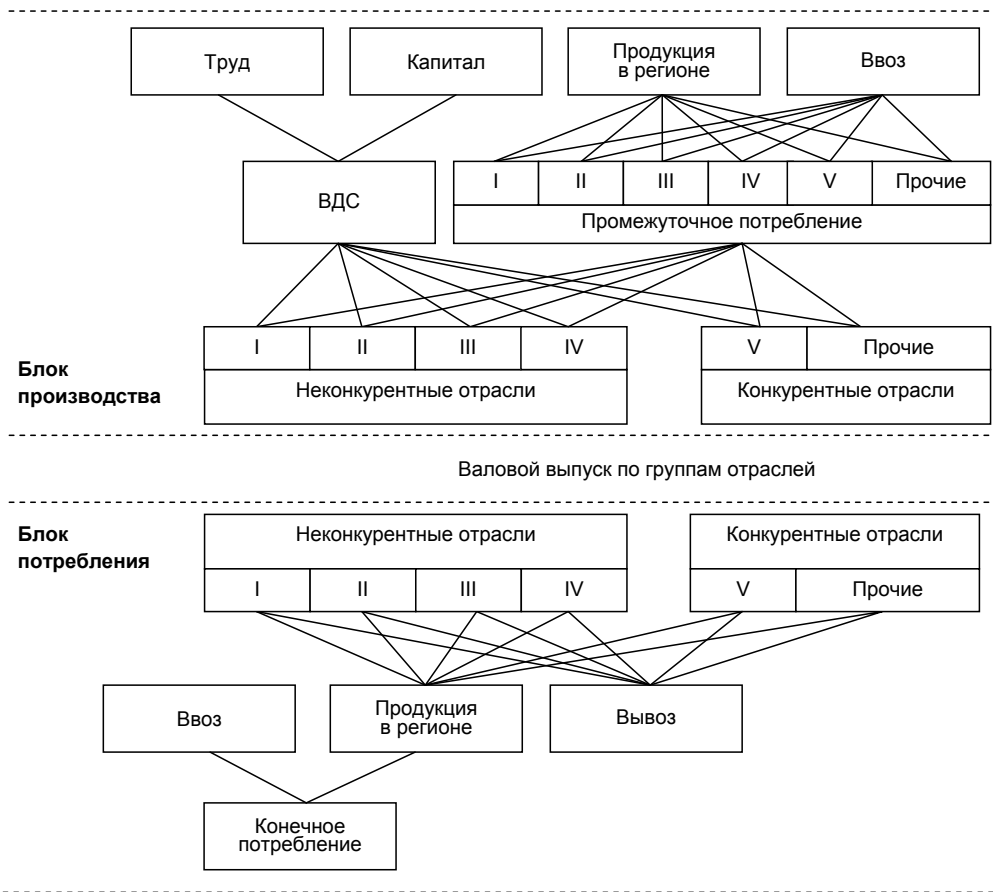 Труд
Капитал
Продукция
в регионе
Ввоз
ВДС
I
II
III
IV
V
Прочие
Промежуточное потребление
I
II
III
IV
V
Прочие
Блок
производства
Неконкурентные отрасли
Конкурентные отрасли
Валовой выпуск по группам отраслей
Блок
потребления
Неконкурентные отрасли
Конкурентные отрасли
I
II
III
IV
V
Прочие
Ввоз
Продукция
в регионе
Вывоз
Конечное
потребление